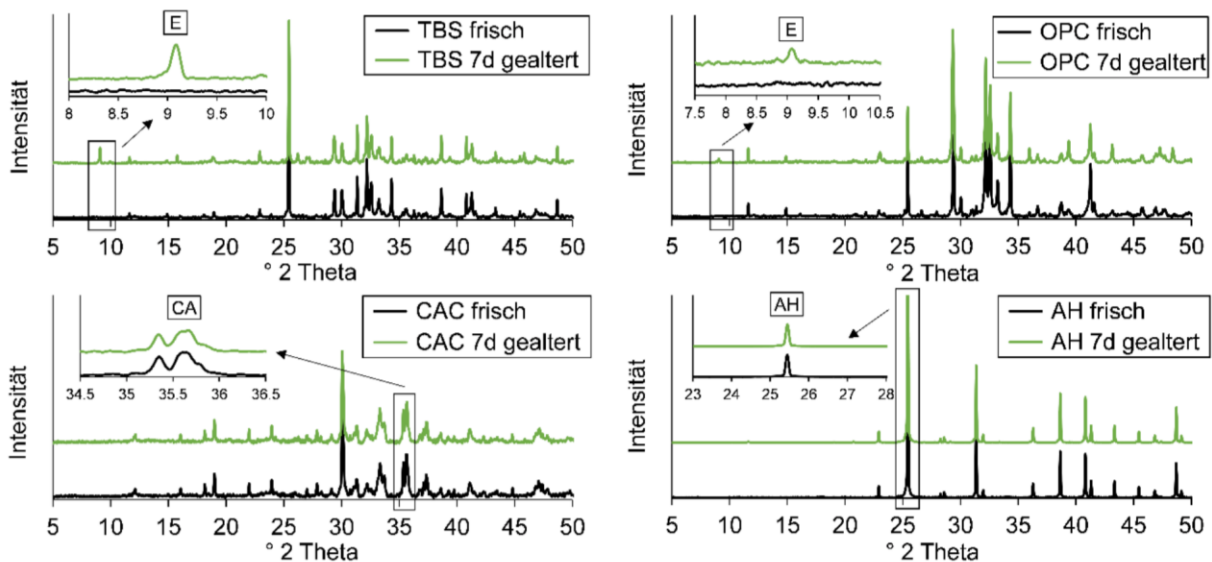 E
TBS frisch
TBS 7d gealtert
Intensität
8 8.5 9 9.5 10
5 10 15 20 25 30 35 40 45 50
° 2 Theta
E
OPC frisch
OPC 7d gealtert
Intensität
7.5 8 8.5 9 9.5 10 10.5
5 10 15 20 25 30 35 40 45 50
° 2 Theta
CA
CAC frisch
CAC 7d gealtert
Intensität
34.5 35 35.5 36 36.5
5 10 15 20 25 30 35 40 45 50
° 2 Theta
AH
AH frisch
AH 7d gealtert
Intensität
23 24 25 26 27 28
5 10 15 20 25 30 35 40 45 50
° 2 Theta